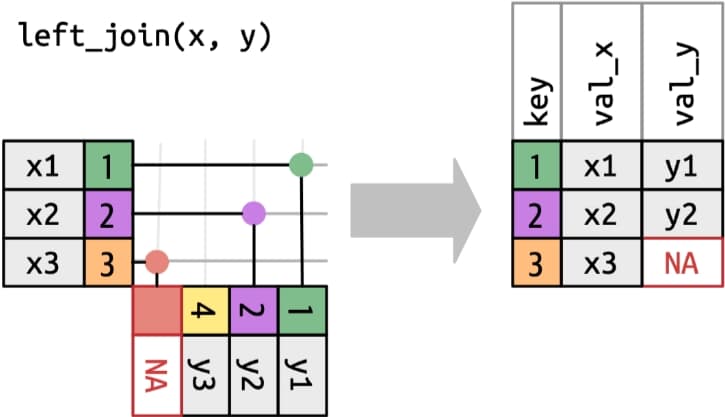 left_join(x, y)
key val_x val_y
x1 1
x2 2
x3 3
4 2 1
NA y3 y2 y1
1 x1 y1
2 x2 y2
3 x3 NA